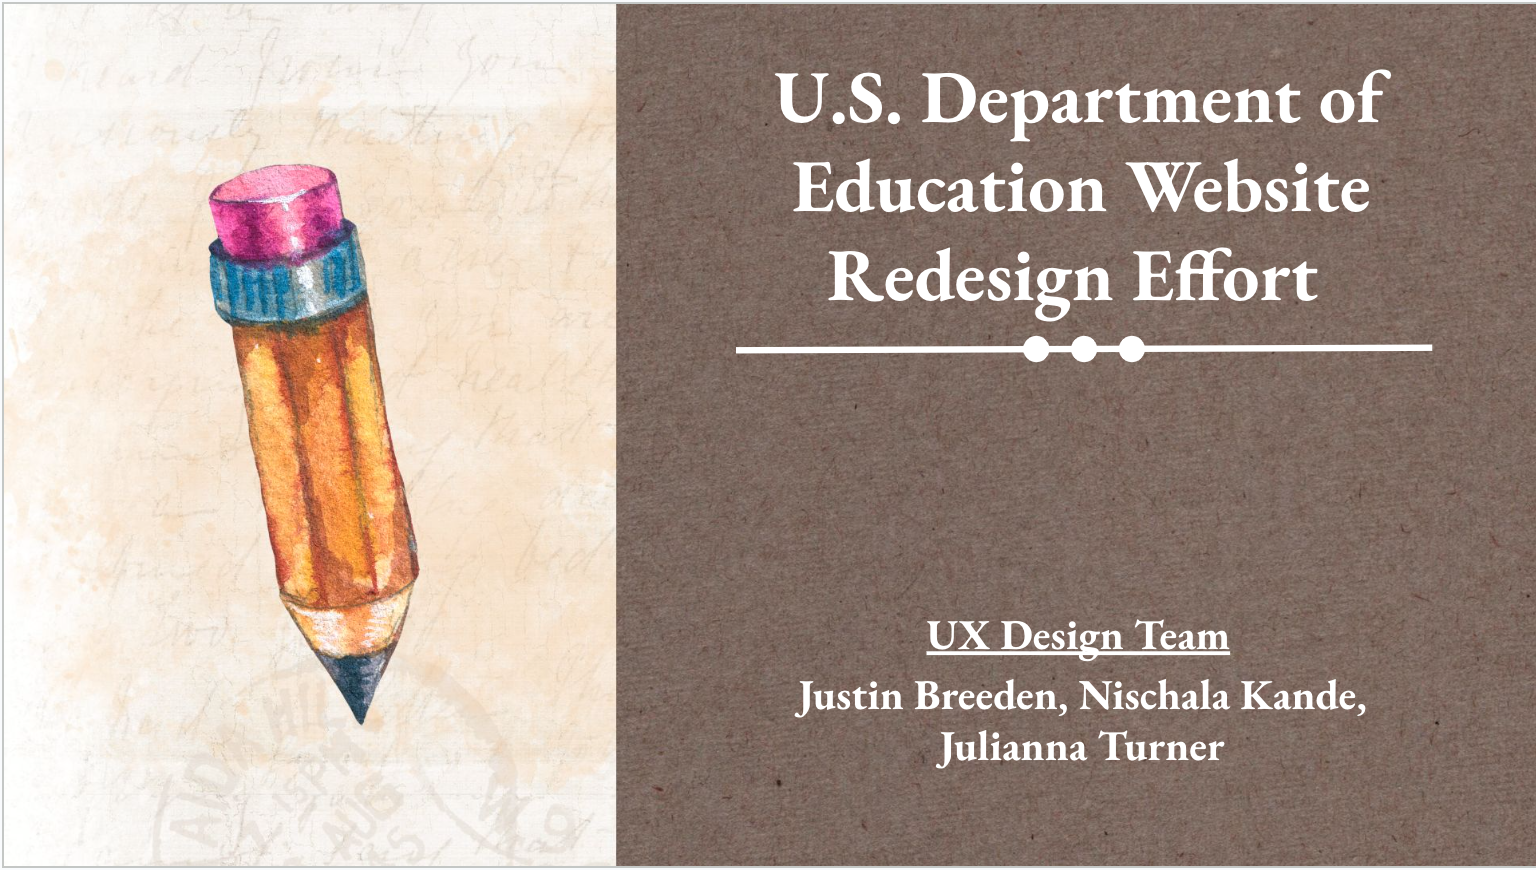 U.S. Department of
Education Website
Redesign Effort
UX Design Team
Justin Breeden, Nischala Kande,
Julianna Turner